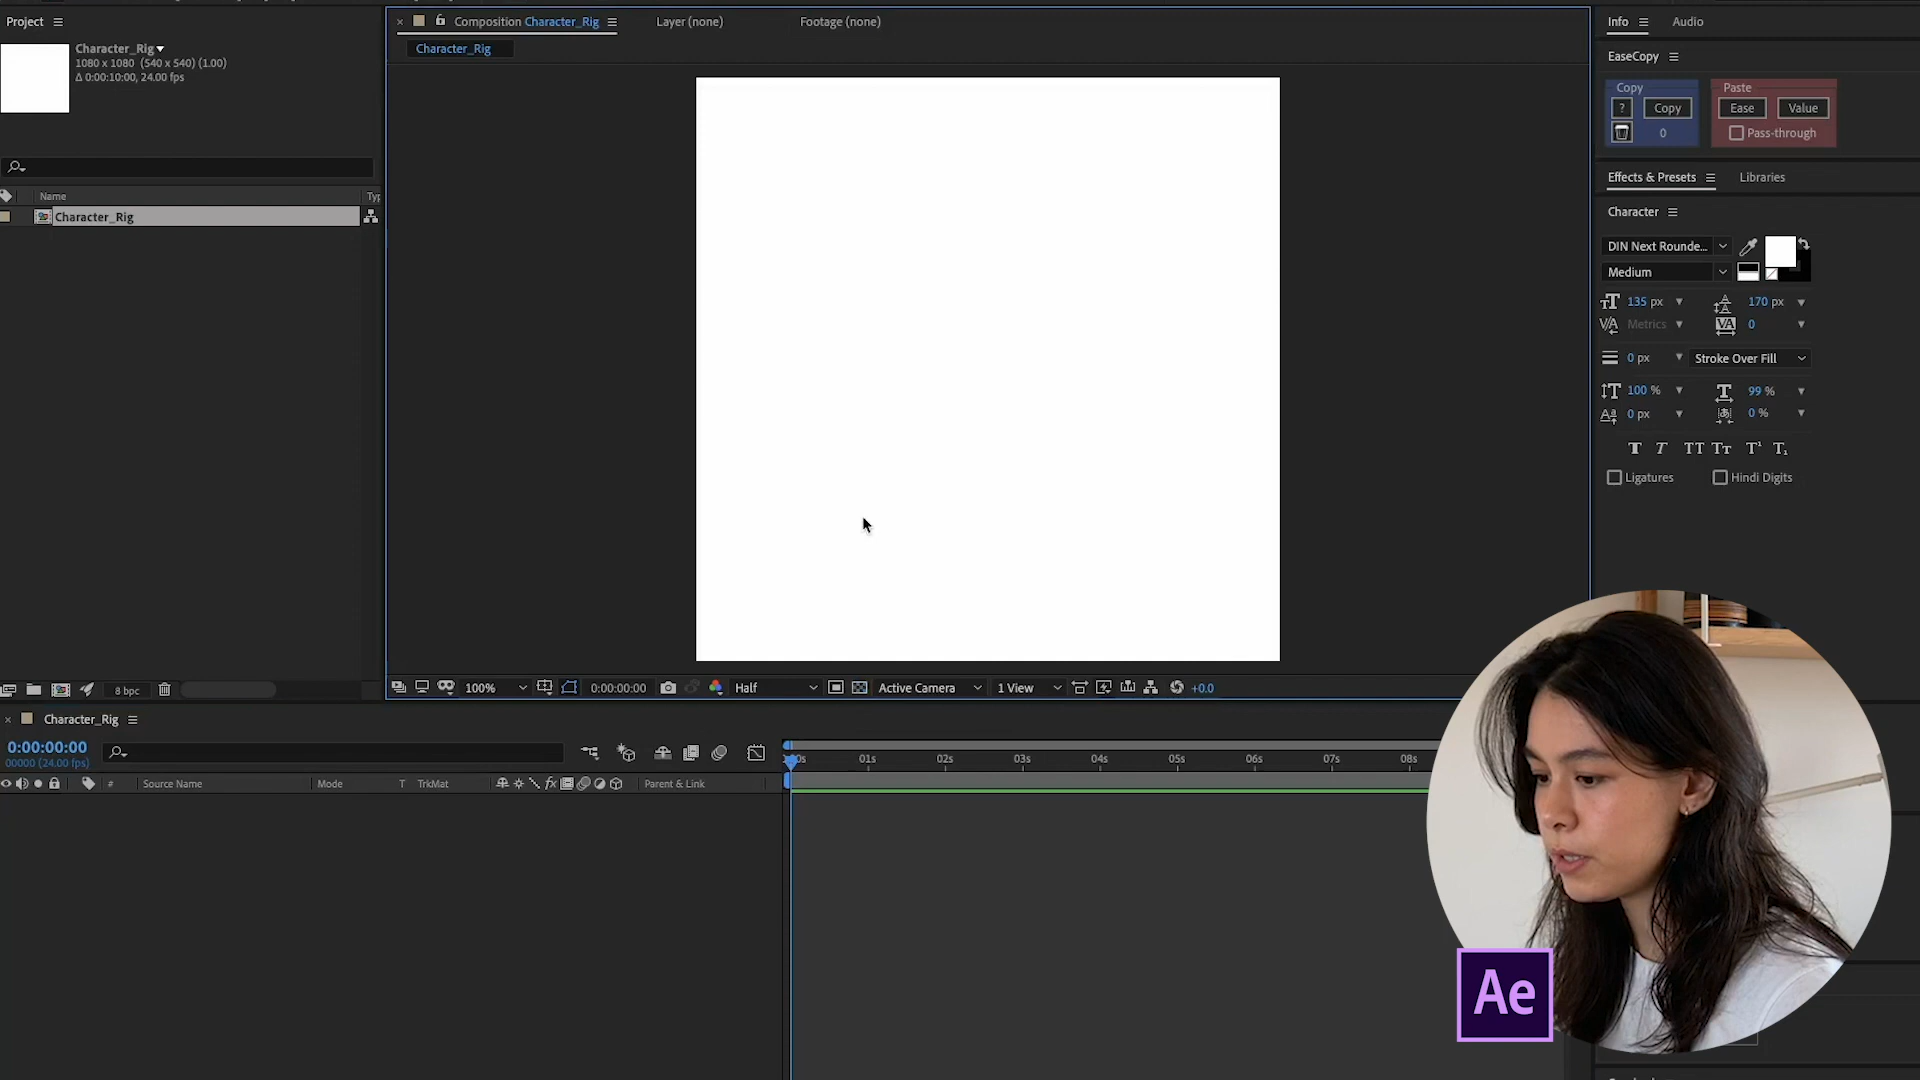 Project
Character_Rig
1080 x 1080 (540 x 540) (1.00)
Δ 0:00:10:00, 24.00 fps
Name
Typ
Character_Rig
8 bpc
Composition Character_Rig
Layer (none)
Footage (none)
Character_Rig
100%
0:00:00:00
Half
Active Camera
1 View
+0.0
Info
Audio
EaseCopy
Copy
Paste
?
Copy
Ease
Value
0
Pass-through
Effects & Presets
Libraries
Character
DIN Next Rounde...
Medium
135 px
170 px
Metrics
0
0 px
Stroke Over Fill
100 %
99 %
0 px
0 %
Ligatures
Hindi Digits
Character_Rig
0:00:00:00
00000 (24.00 fps)
01s
02s
03s
04s
05s
06s
07s
08s
#
Source Name
Mode
T
TrkMat
Parent & Link
Ae